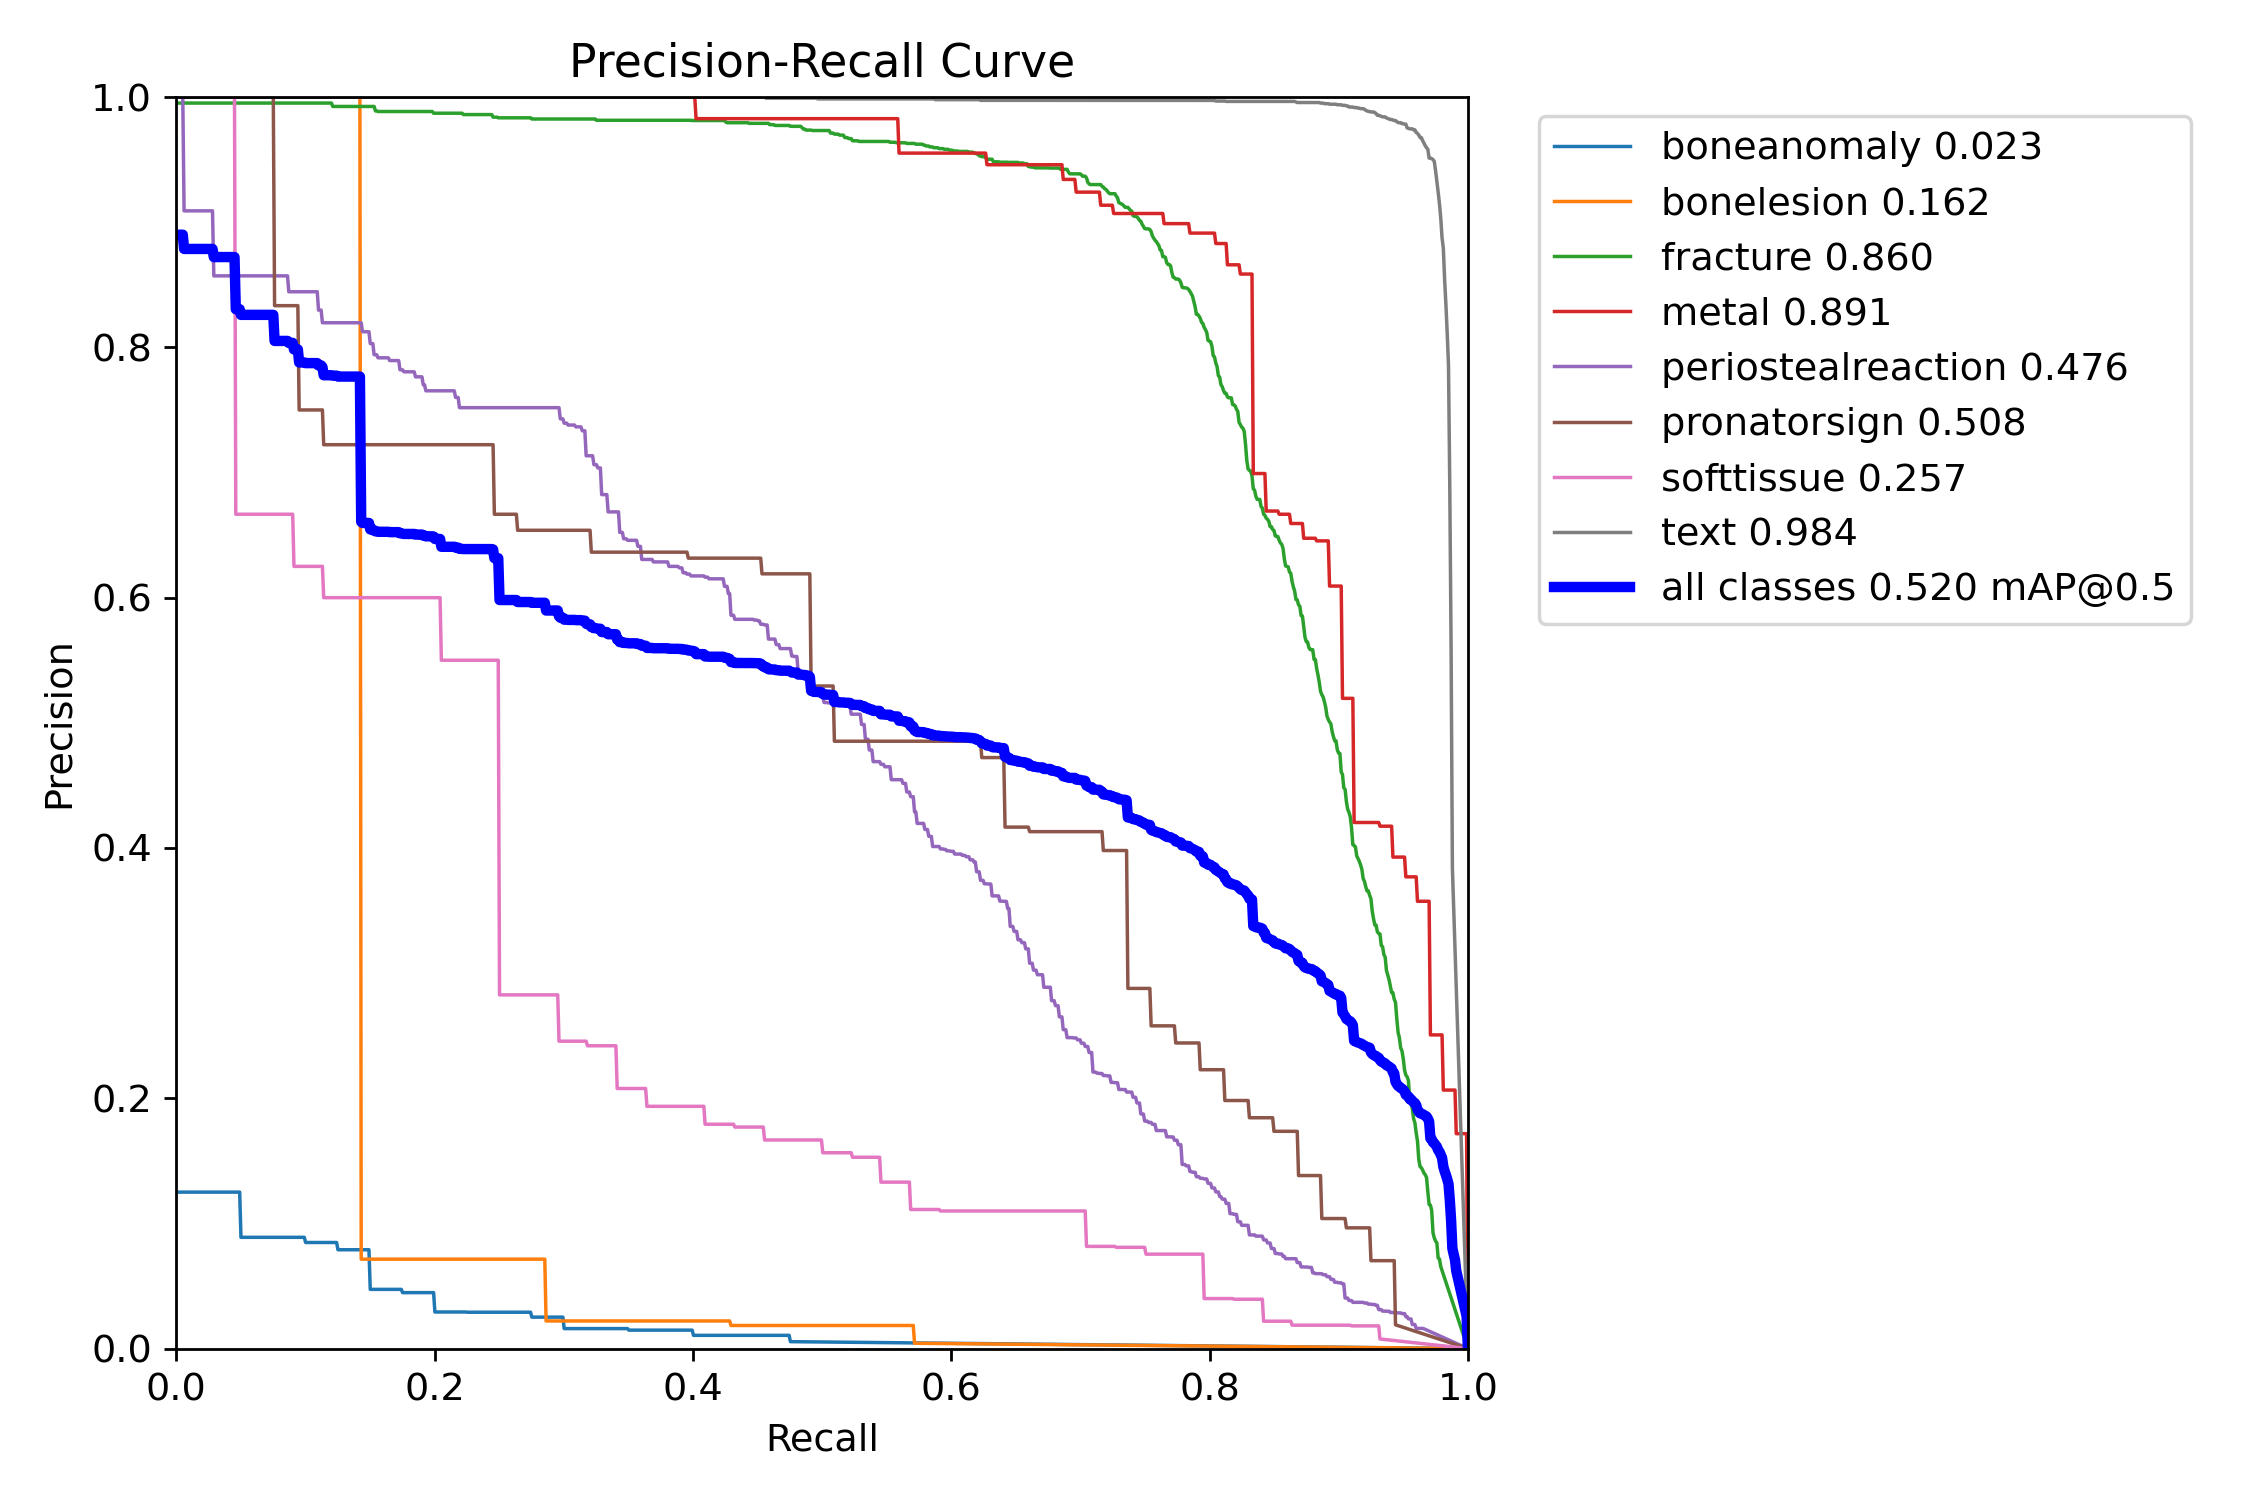 Precision-Recall Curve
1.0
0.8
0.6
0.4
0.2
0.0
Precision
0.0 0.2 0.4 0.6 0.8 1.0
Recall
boneanomaly 0.023
bonelesion 0.162
fracture 0.860
metal 0.891
periostealreaction 0.476
pronatorsign 0.508
softtissue 0.257
text 0.984
all classes 0.520 mAP@0.5